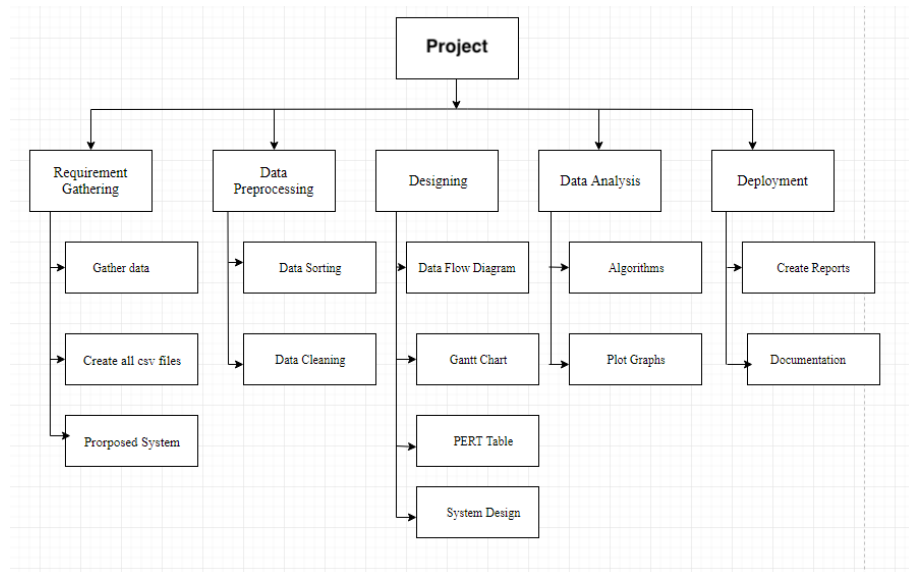 Project
Requirement
Gathering
Data
Preprocessing
Designing
Data Analysis
Deployment
Gather data
Data Sorting
Data Flow Diagram
Algorithms
Create Reports
Create all csv files
Data Cleaning
Gantt Chart
Plot Graphs
Documentation
Prorposed System
PERT Table
System Design